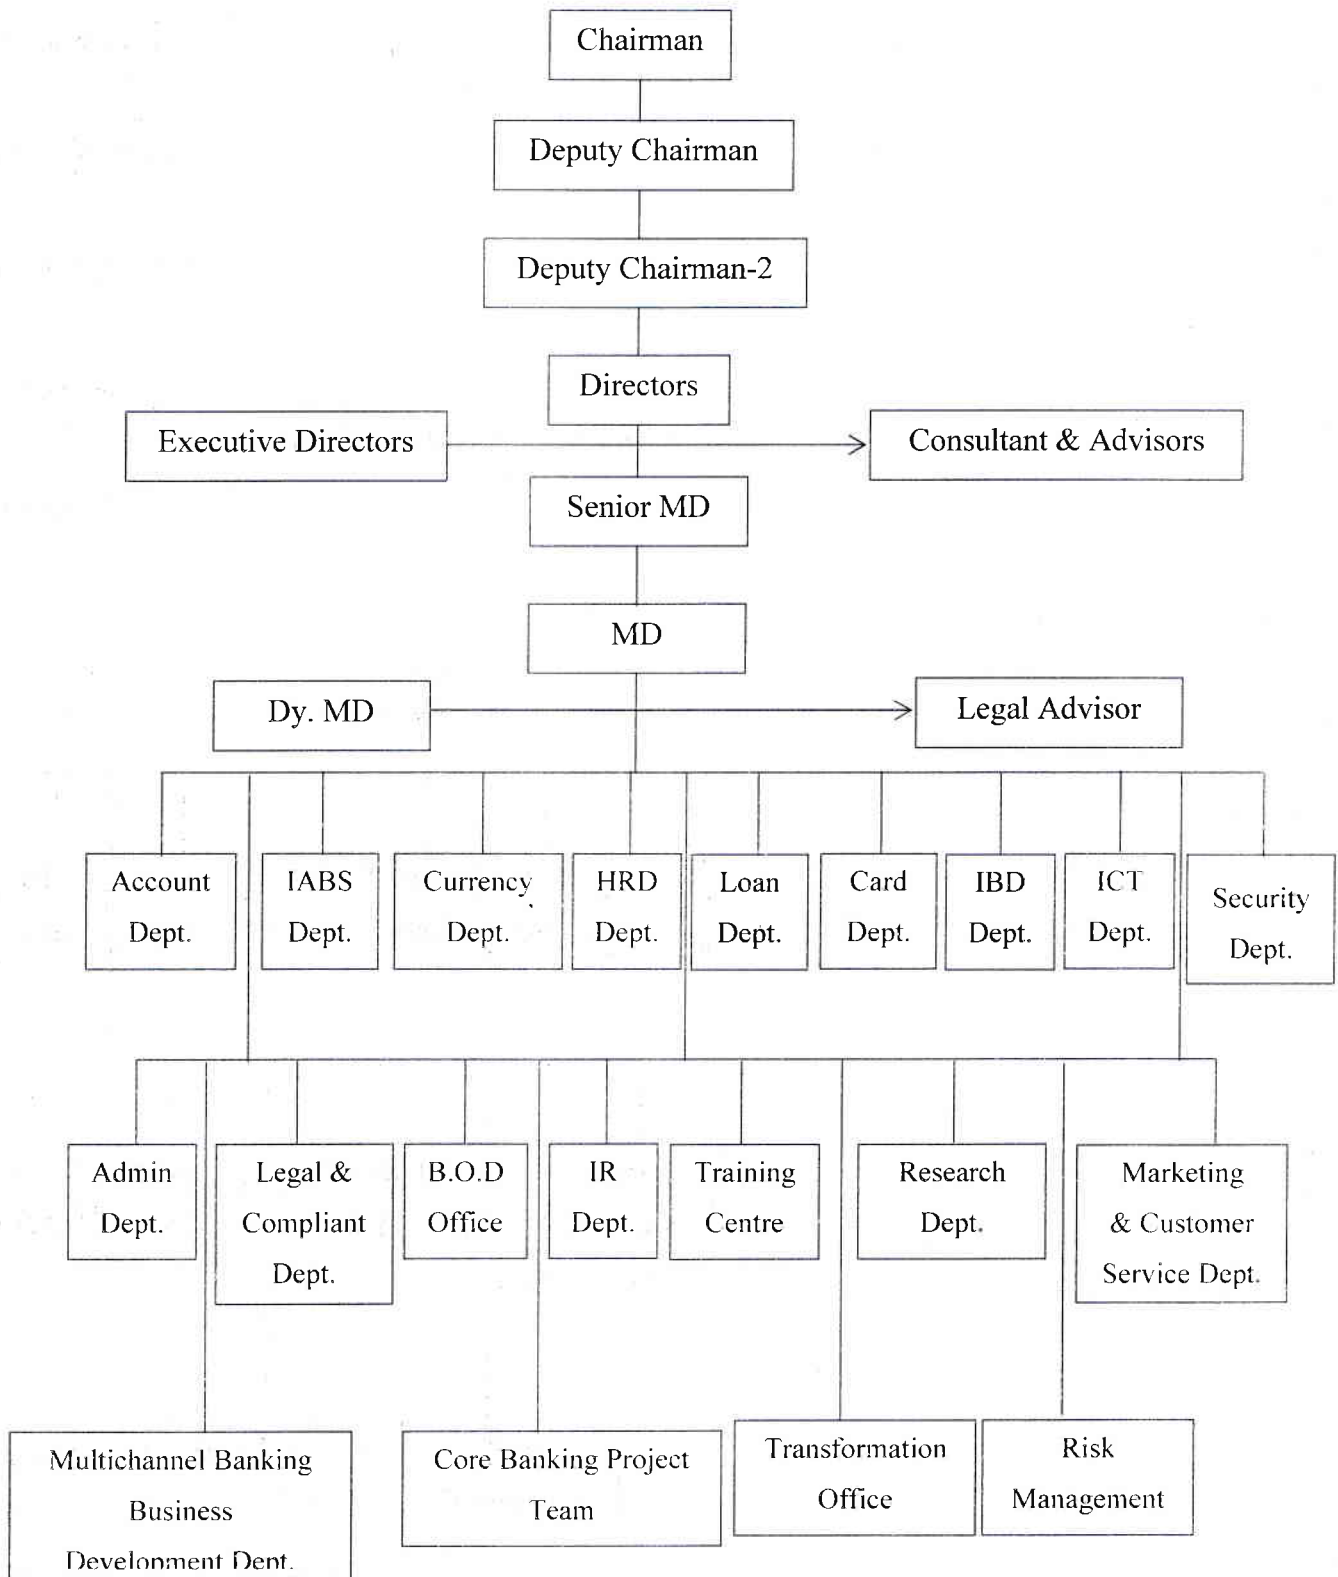 Chairman
Deputy Chairman
Deputy Chairman-2
Directors
Executive Directors
Consultant & Advisors
Senior MD
MD
Dy. MD
Legal Advisor
Account
Dept.
IABS
Dept.
Currency
Dept.
HRD
Dept.
Loan
Dept.
Card
Dept.
IBD
Dept.
ICT
Dept.
Security
Dept.
Admin
Dept.
Legal &
Compliant
Dept.
B.O.D
Office
IR
Dept.
Training
Centre
Research
Dept.
Marketing
& Customer
Service Dept.
Multichannel Banking
Business
Development Dept.
Core Banking Project
Team
Transformation
Office
Risk
Management